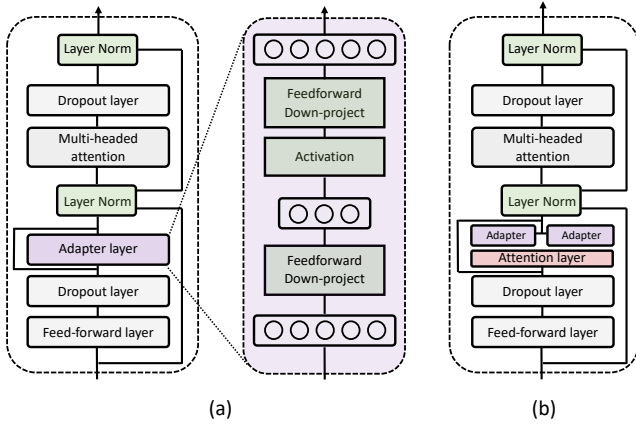 Layer Norm
Dropout layer
Multi-headed
attention
Layer Norm
Adapter layer
Dropout layer
Feed-forward layer
Feedforward
Down-project
Activation
Feedforward
Down-project
(a)
Layer Norm
Dropout layer
Multi-headed
attention
Layer Norm
Adapter Adapter
Attention layer
Dropout layer
Feed-forward layer
(b)